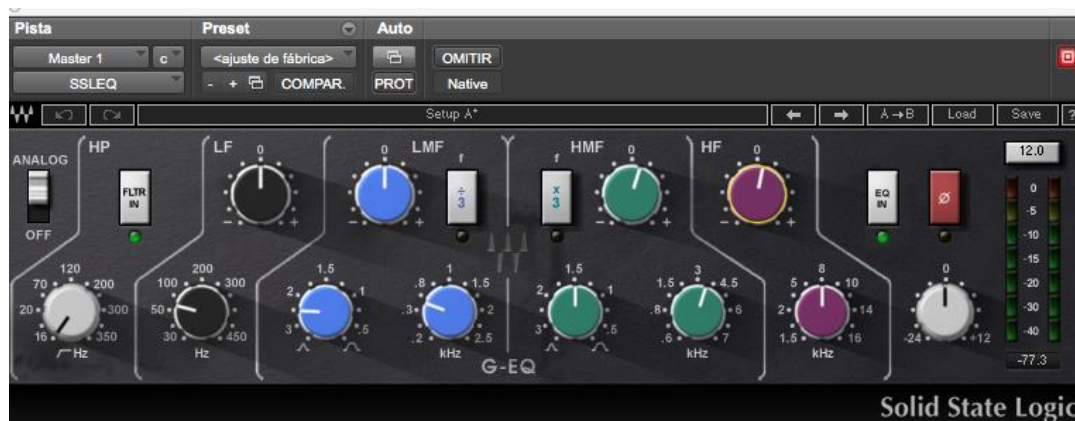 Pista Preset Auto
Master 1 c <ajuste de fábrica> OMITIR
SSLEQ - + COMPAR. PROT Native
Setup A* A→B Load Save ?
HP LF 0 0 LMF HMF 0 HF 0 12.0
ANALOG f f
FLTR IN ÷ 3 x 3 EQ IN ø
OFF
- + - + - + - +
0
-5
-10
-15
-20
-30
-40
70 120 200 20 300 16 350 Hz
100 200 300 50 30 450 Hz
2 1.5 1 3 .5
.8 1 1.5 .3 2 .2 2.5 kHz
2 1.5 1 3 .5
1.5 3 4.5 .8 6 .6 7 kHz
5 8 10 2 14 1.5 16 kHz
0 -24 +12
-77.3
G-EQ
Solid State Logic